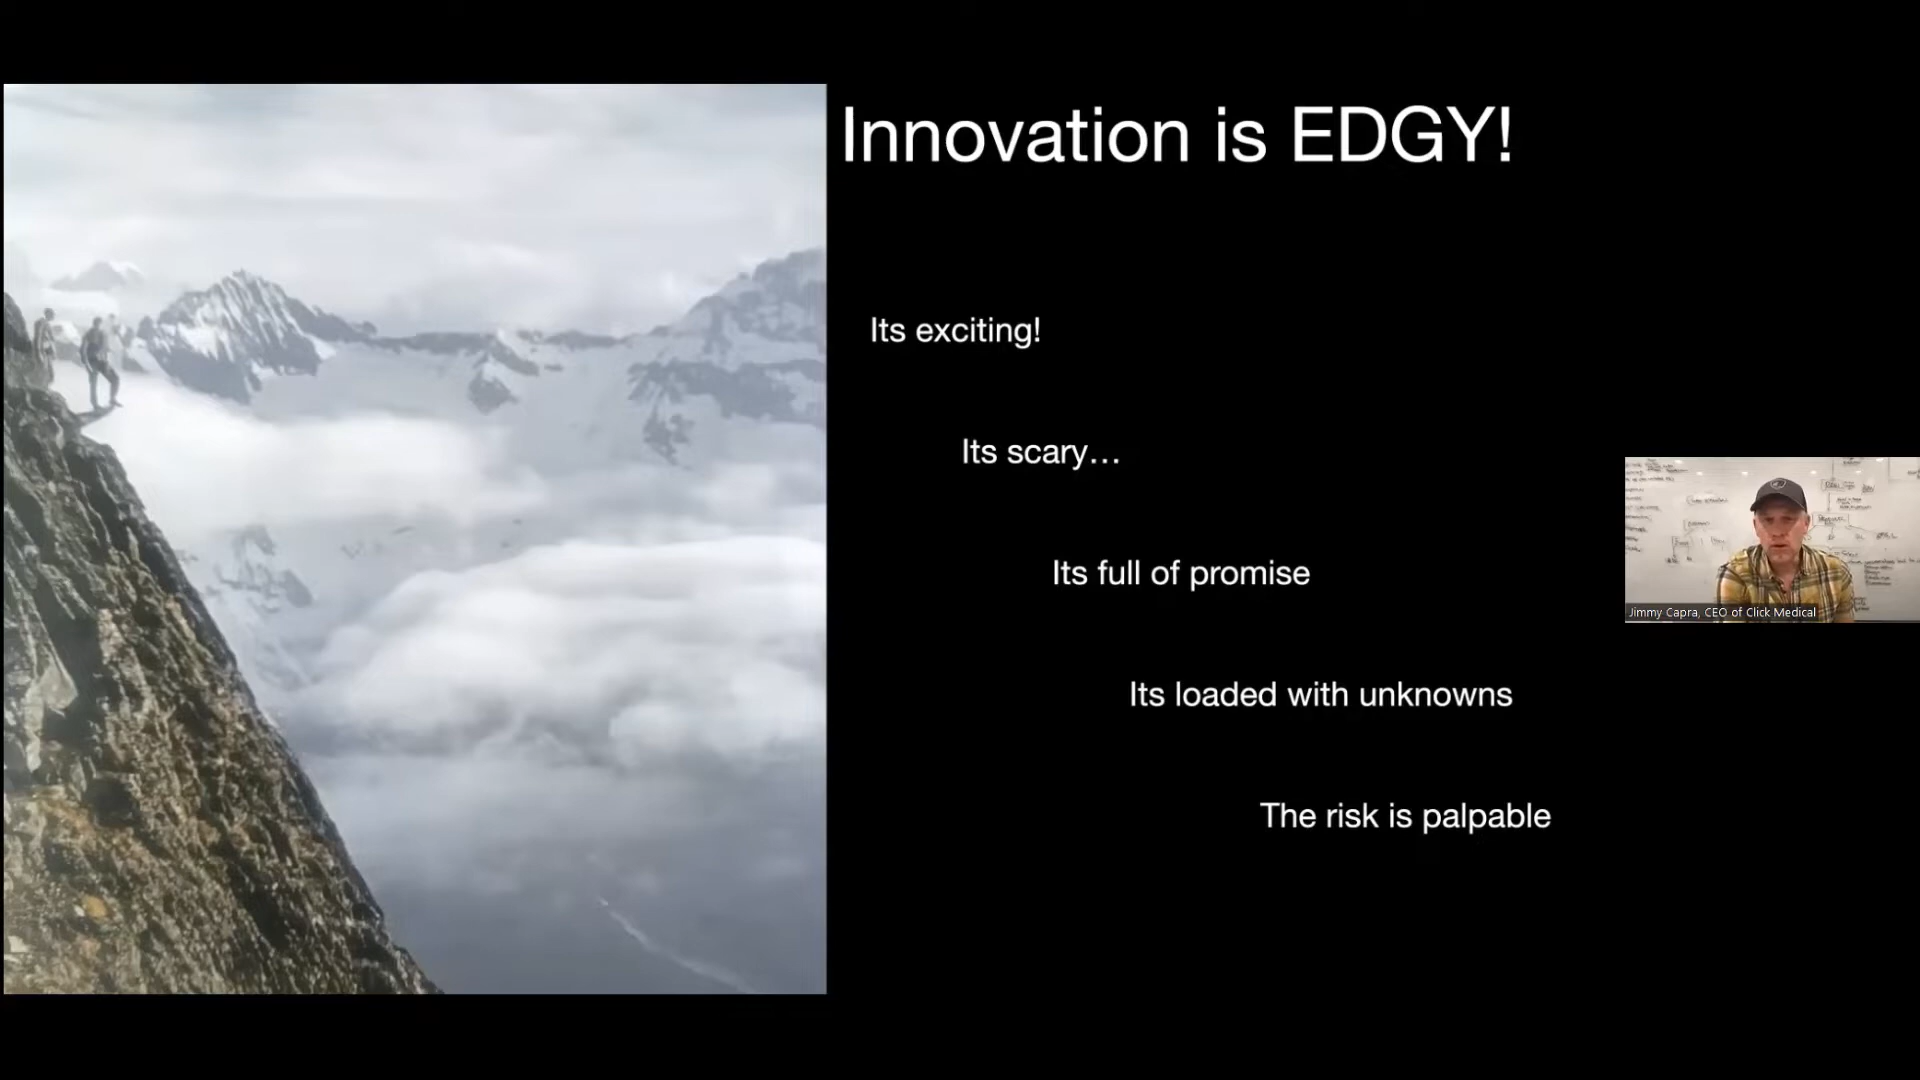 Innovation is EDGY!
Its exciting!
Its scary…
Its full of promise
Its loaded with unknowns
The risk is palpable
Jimmy Capra, CEO of Click Medical